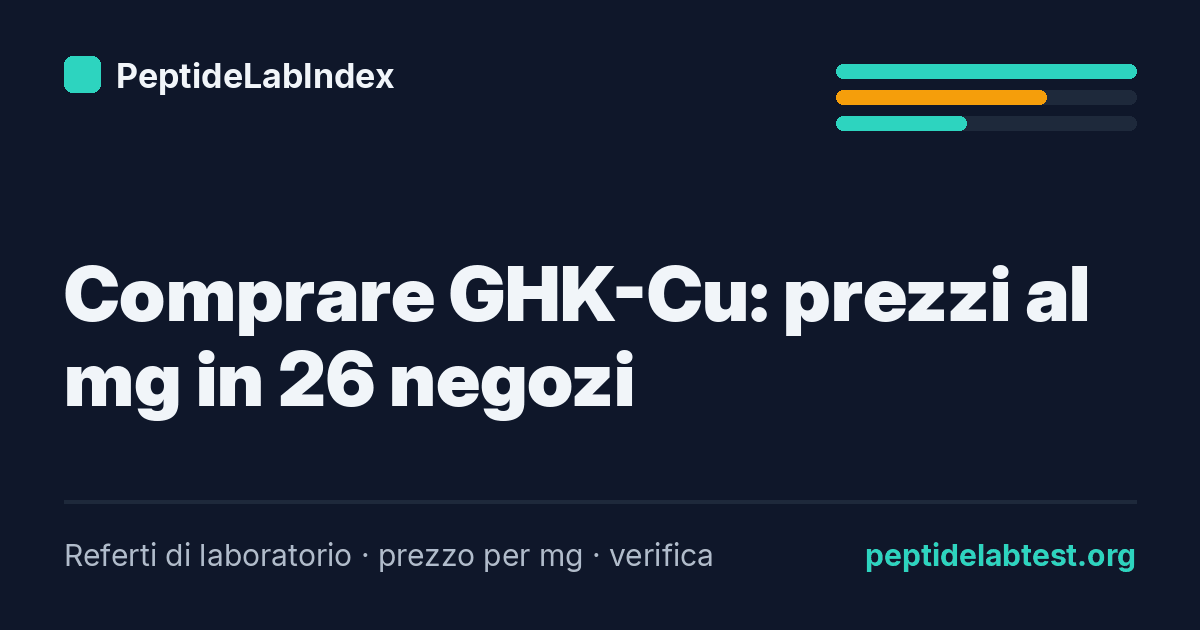 PeptideLabIndex
Comprare GHK-Cu: prezzi al
mg in 26 negozi
Referti di laboratorio · prezzo per mg · verifica
peptidelabtest.org